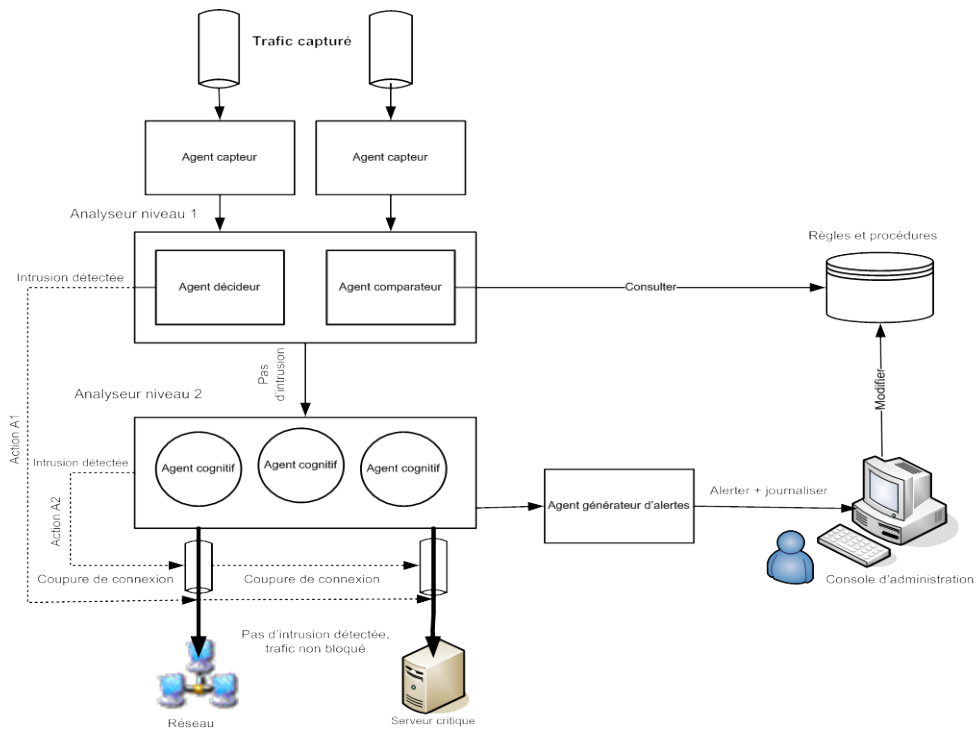 Trafic capturé
Agent capteur
Agent capteur
Analyseur niveau 1
Règles et procédures
Intrusion détectée
Agent décideur
Agent comparateur
Consulter
Pas
d'intrusion
Modifier
Analyseur niveau 2
Action A1
Intrusion détectée
Agent cognitif
Agent cognitif
Agent cognitif
Action A2
Agent générateur d'alertes
Alerter + journaliser
Coupure de connexion
Coupure de connexion
Console d'administration
Pas d'intrusion détectée,
trafic non bloqué
Réseau
Serveur critique